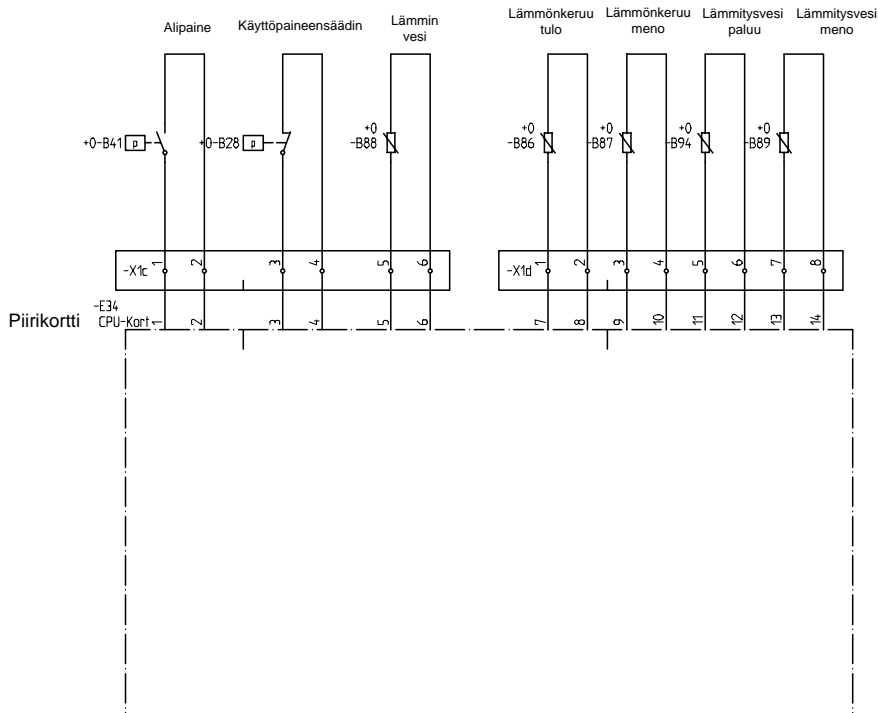 Alipaine
Käyttöpaineensäädin
Lämmin
vesi
Lämmönkeruu
tulo
Lämmönkeruu
meno
Lämmitysvesi
paluu
Lämmitysvesi
meno
+0-B41 p
+0-B28 p
+0
-B88
+0
-B86
+0
-B87
+0
-B94
+0
-B89
-X1c 1 2 3 4 5 6
-X1d 1 2 3 4 5 6 7 8
Piirikortti
-E34
CPU-Kort 1 2 3 4 5 6 7 8 9 10 11 12 13 14